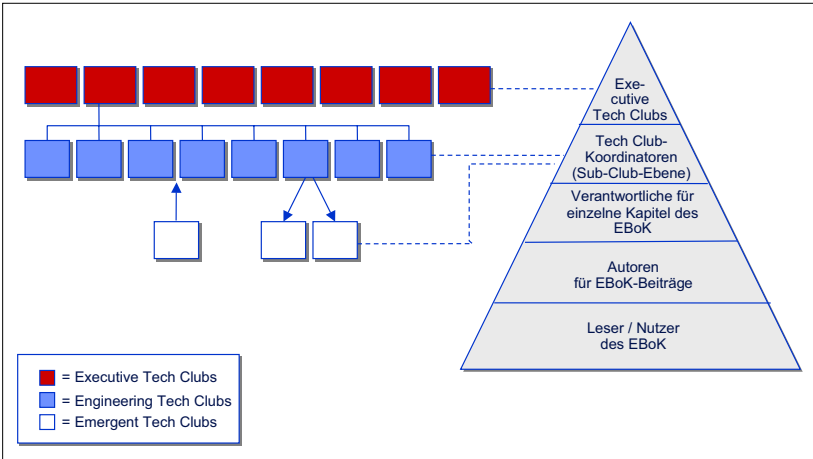 Exe-
cutive
Tech Clubs
Tech Club-
Koordinatoren
(Sub-Club-Ebene)
Verantwortliche für
einzelne Kapitel des
EBoK
Autoren
für EBoK-Beiträge
Leser / Nutzer
des EBoK
= Executive Tech Clubs
= Engineering Tech Clubs
= Emergent Tech Clubs